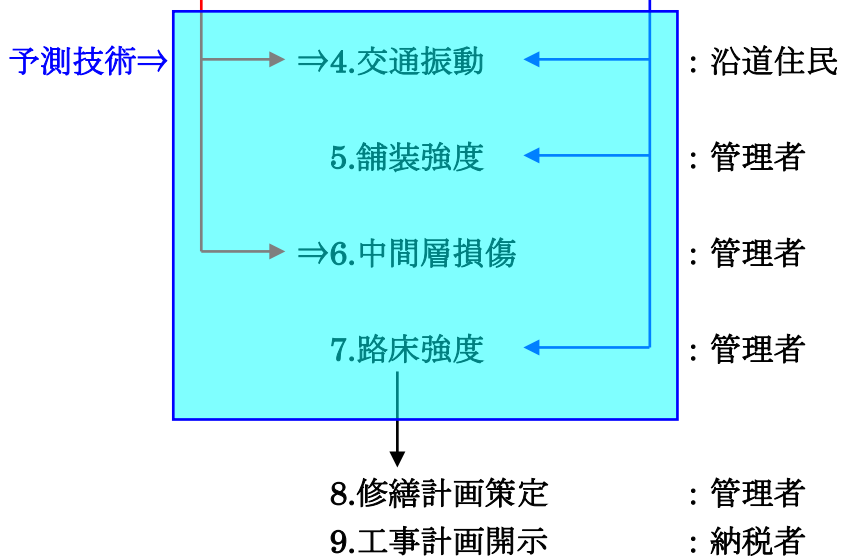 予測技術⇒ ⇒4.交通振動 : 沿道住民
5.舗装強度 : 管理者
⇒6.中間層損傷 : 管理者
7.路床強度 : 管理者
8.修繕計画策定 : 管理者
9.工事計画開示 : 納税者